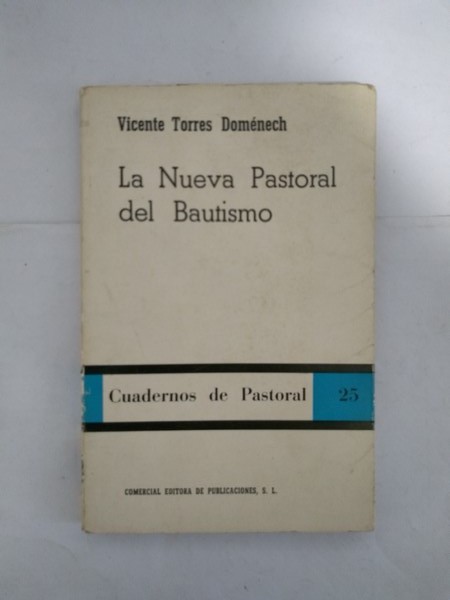 Vicente Torres Doménech
La Nueva Pastoral
del Bautismo
Cuadernos de Pastoral 25
COMERCIAL EDITORA DE PUBLICACIONES, S. L.